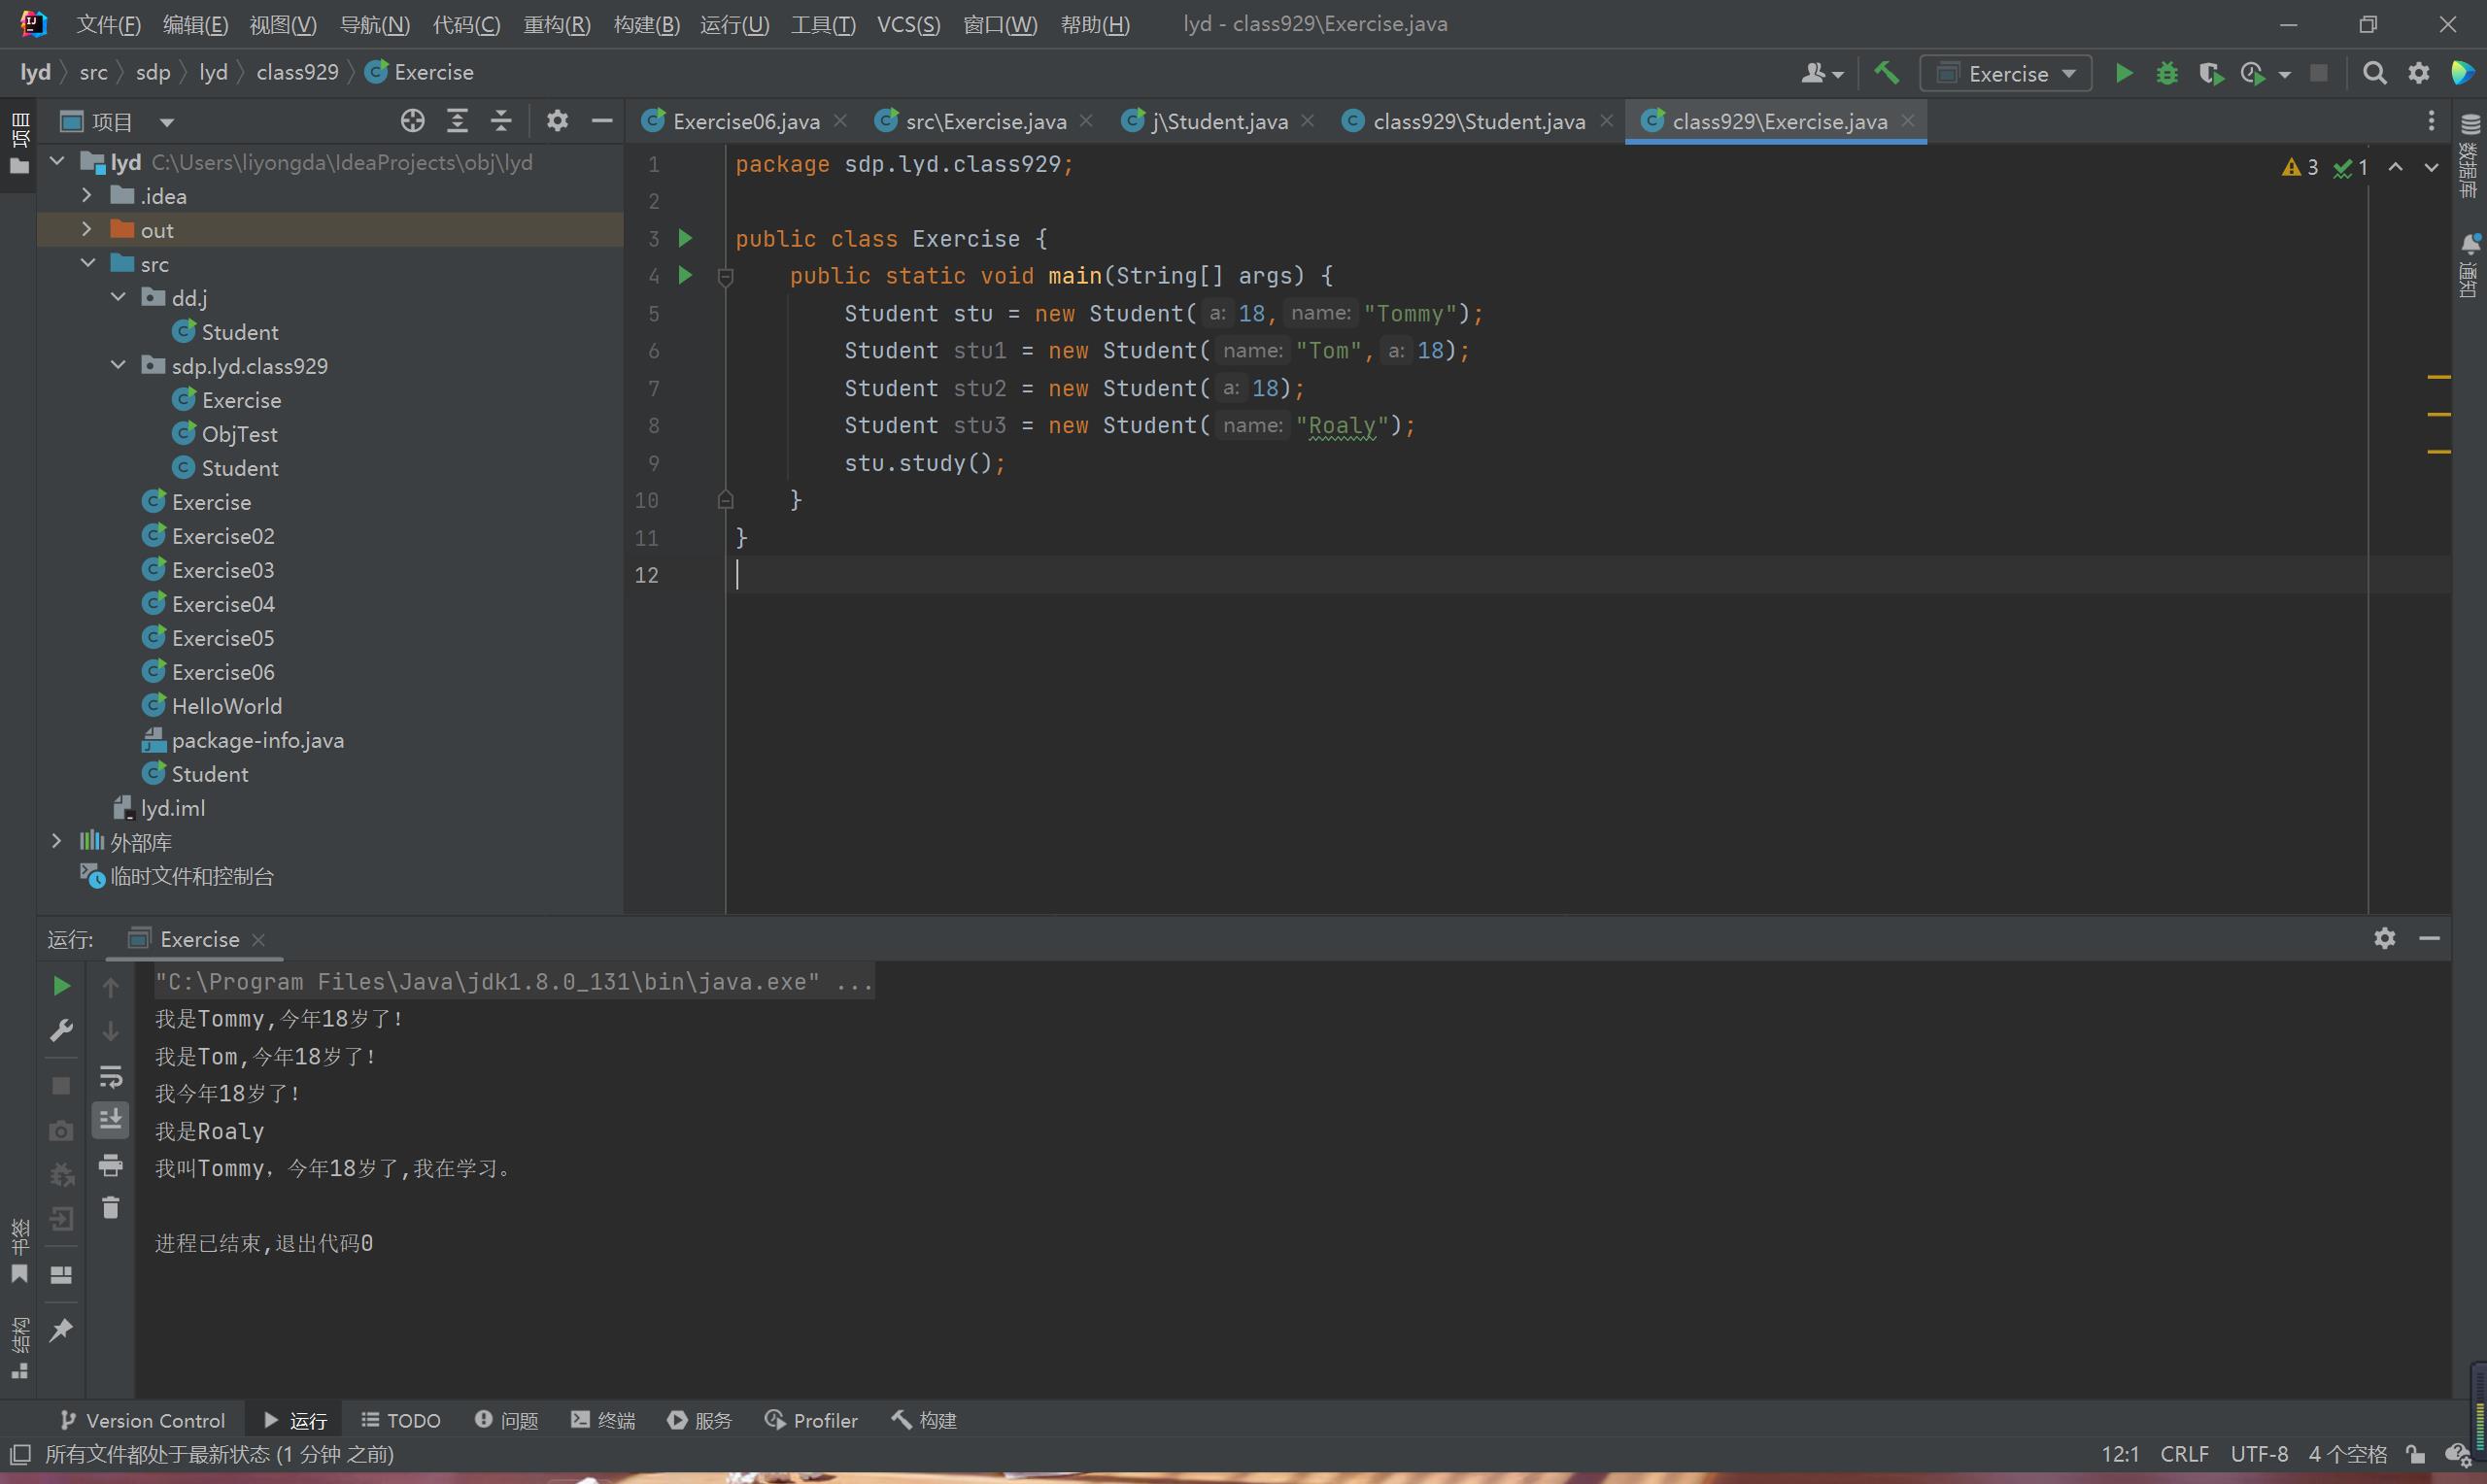 文件(F) 编辑(E) 视图(V) 导航(N) 代码(C) 重构(R) 构建(B) 运行(U) 工具(T) VCS(S) 窗口(W) 帮助(H) lyd - class929\Exercise.java
lyd src sdp lyd class929 Exercise
Exercise
项目
Exercise06.java src\Exercise.java j\Student.java class929\Student.java class929\Exercise.java
项目
lyd C:\Users\liyongda\IdeaProjects\obj\lyd
.idea
out
src
dd.j
Student
sdp.lyd.class929
Exercise
ObjTest
Student
Exercise
Exercise02
Exercise03
Exercise04
Exercise05
Exercise06
HelloWorld
package-info.java
Student
lyd.iml
外部库
临时文件和控制台
1 package sdp.lyd.class929;
2
3 public class Exercise {
4 public static void main(String[] args) {
5 Student stu = new Student( a: 18, name: "Tommy");
6 Student stu1 = new Student( name: "Tom", a: 18);
7 Student stu2 = new Student( a: 18);
8 Student stu3 = new Student( name: "Roaly");
9 stu.study();
10 }
11 }
12
3 1
数据库
通知
运行: Exercise
"C:\Program Files\Java\jdk1.8.0_131\bin\java.exe" ...
我是Tommy,今年18岁了!
我是Tom,今年18岁了!
我今年18岁了!
我是Roaly
我叫Tommy，今年18岁了,我在学习。
进程已结束,退出代码0
书签
结构
Version Control 运行 TODO 问题 终端 服务 Profiler 构建
所有文件都处于最新状态 (1 分钟 之前) 12:1 CRLF UTF-8 4 个空格